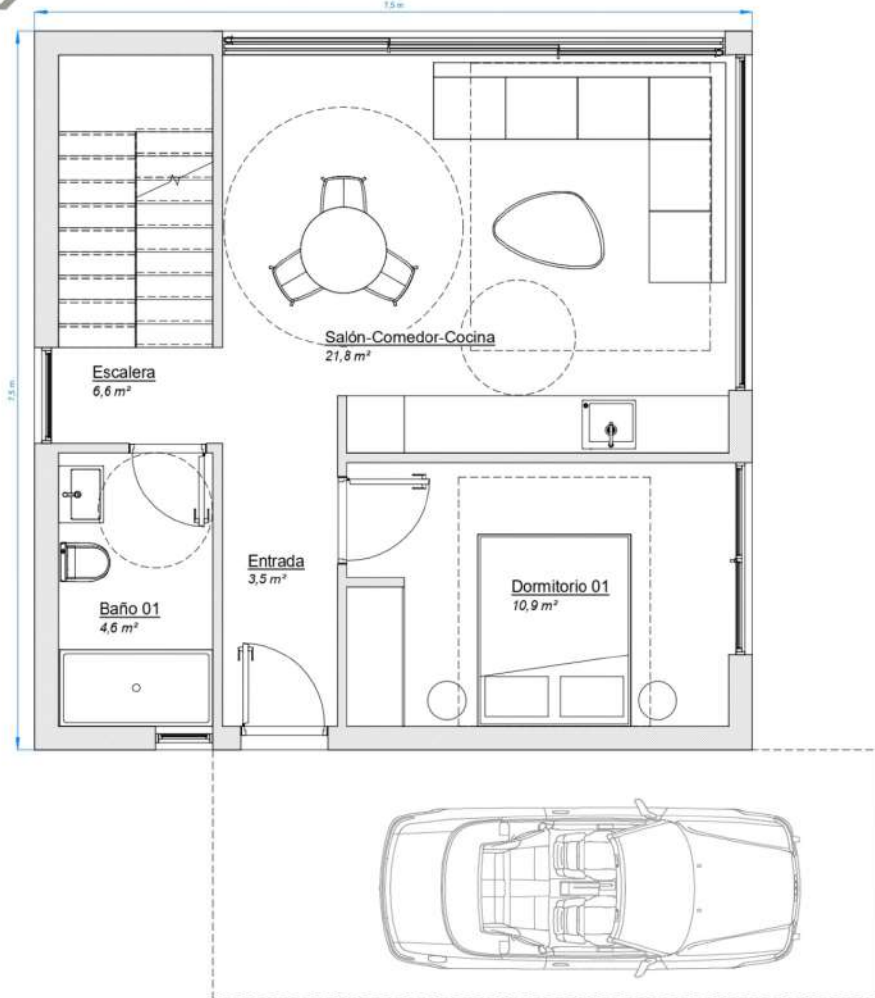 7,5 m
7,5 m
Salón-Comedor-Cocina
21,8 m²
Escalera
6,6 m²
Entrada
3,5 m²
Dormitorio 01
10,9 m²
Baño 01
4,6 m²